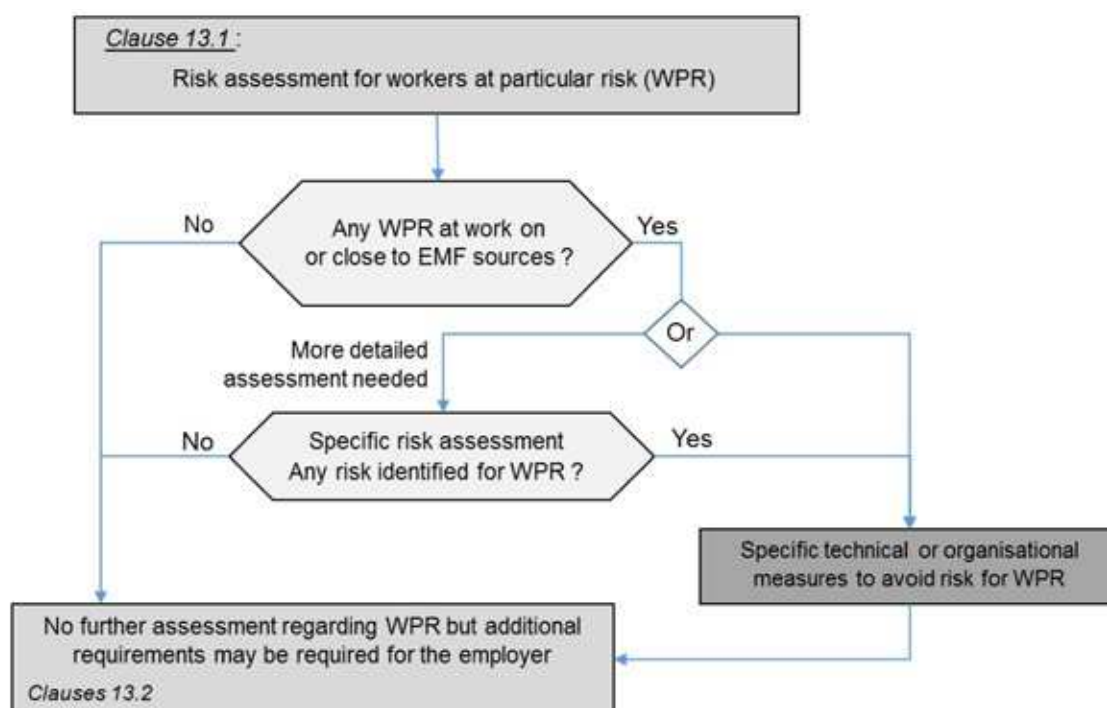 Clause 13.1 :
Risk assessment for workers at particular risk (WPR)
No
Any WPR at work on
or close to EMF sources ?
Yes
Or
More detailed
assessment needed
No
Specific risk assessment
Any risk identified for WPR ?
Yes
Specific technical or organisational
measures to avoid risk for WPR
No further assessment regarding WPR but additional
requirements may be required for the employer
Clauses 13.2